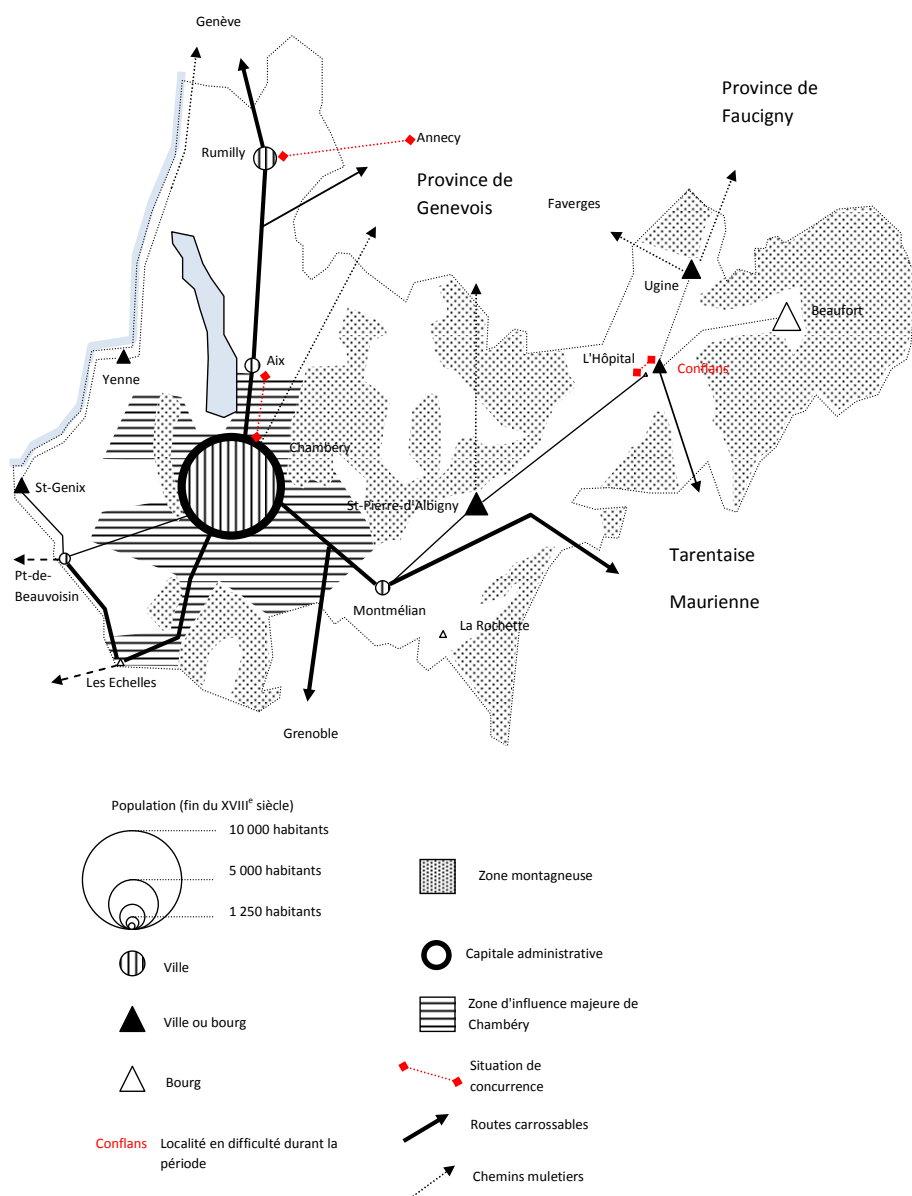 Genève
Province de
Faucigny
Annecy
Rumilly
Province de
Genevois
Faverges
Ugine
Beaufort
L'Hôpital
Aix
Conflans
Yenne
Chambéry
St-Genix
St-Pierre-d'Albigny
Tarentaise
Pt-de-
Beauvoisin
Maurienne
Montmélian
La Rochette
Les Echelles
Grenoble
Population (fin du XVIIIe siècle)
10 000 habitants
5 000 habitants
1 250 habitants
Zone montagneuse
Ville
Capitale administrative
Ville ou bourg
Zone d'influence majeure de
Chambéry
Bourg
Situation de
concurrence
Conflans Localité en difficulté durant la
période
Routes carrossables
Chemins muletiers